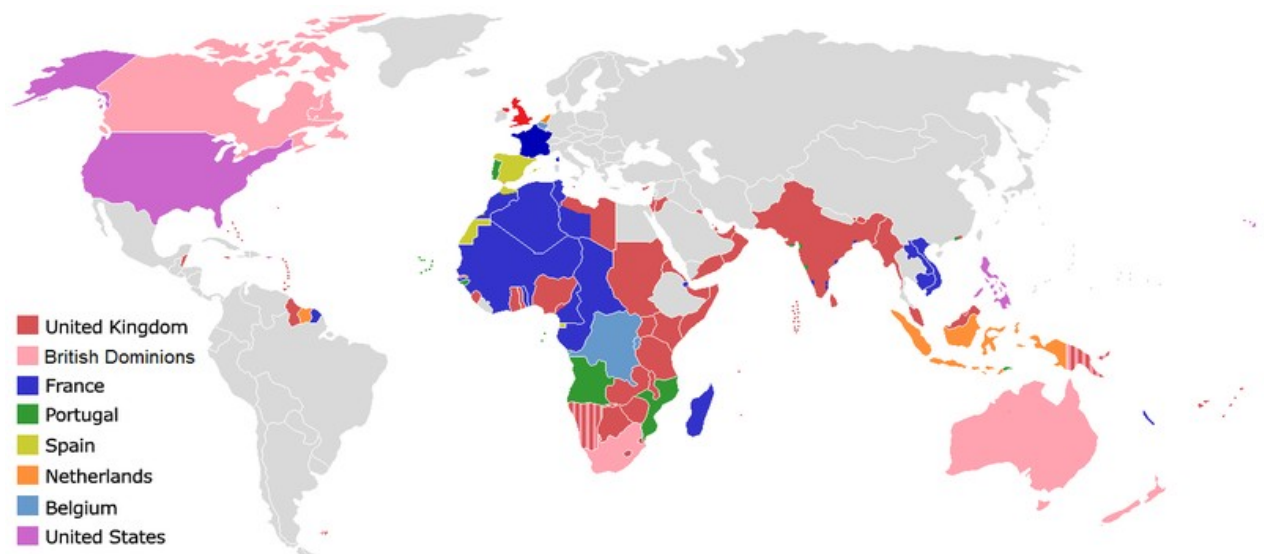 United Kingdom
British Dominions
France
Portugal
Spain
Netherlands
Belgium
United States